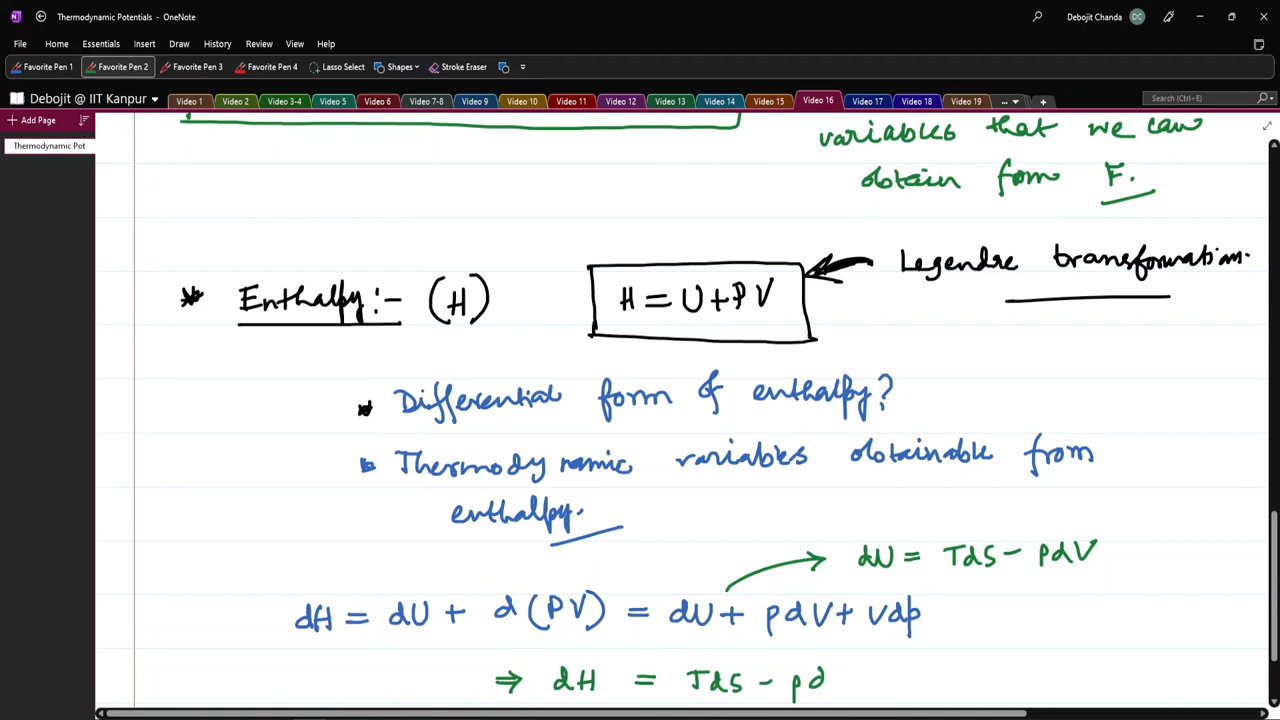 Thermodynamic Potentials - OneNote
Debojit Chanda DC
File Home Essentials Insert Draw History Review View Help
Favorite Pen 1 Favorite Pen 2 Favorite Pen 3 Favorite Pen 4 Lasso Select Shapes Stroke Eraser
Debojit @ IIT Kanpur Video 1 Video 2 Video 3-4 Video 5 Video 6 Video 7-8 Video 9 Video 10 Video 11 Video 12 Video 13 Video 14 Video 15 Video 16 Video 17 Video 18 Video 19 ... + Search (Ctrl+E)
+ Add Page
Thermodynamic Pot
variables that we can
obtain form F.
Legendre transformation.
* Enthalpy:- (H) H = U + PV
Differential form of enthalpy?
Thermodynamic variables obtainable from
enthalpy.
dU = TdS - pdV
dH = dU + d(PV) = dU + pdV + Vdp
⇒ dH = TdS - pd